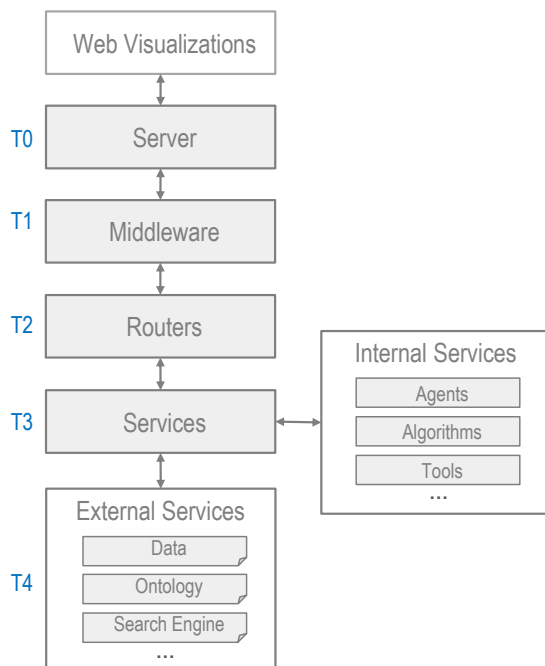 Web Visualizations
T0
Server
T1
Middleware
T2
Routers
T3
Services
Internal Services
Agents
Algorithms
Tools
...
External Services
T4
Data
Ontology
Search Engine
...